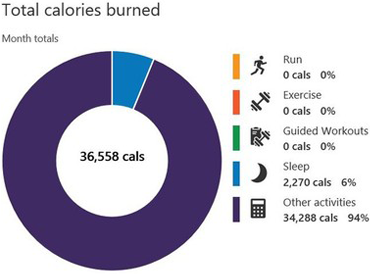 Total calories burned
Month totals
36,558 cals
Run
0 cals 0%
Exercise
0 cals 0%
Guided Workouts
0 cals 0%
Sleep
2,270 cals 6%
Other activities
34,288 cals 94%